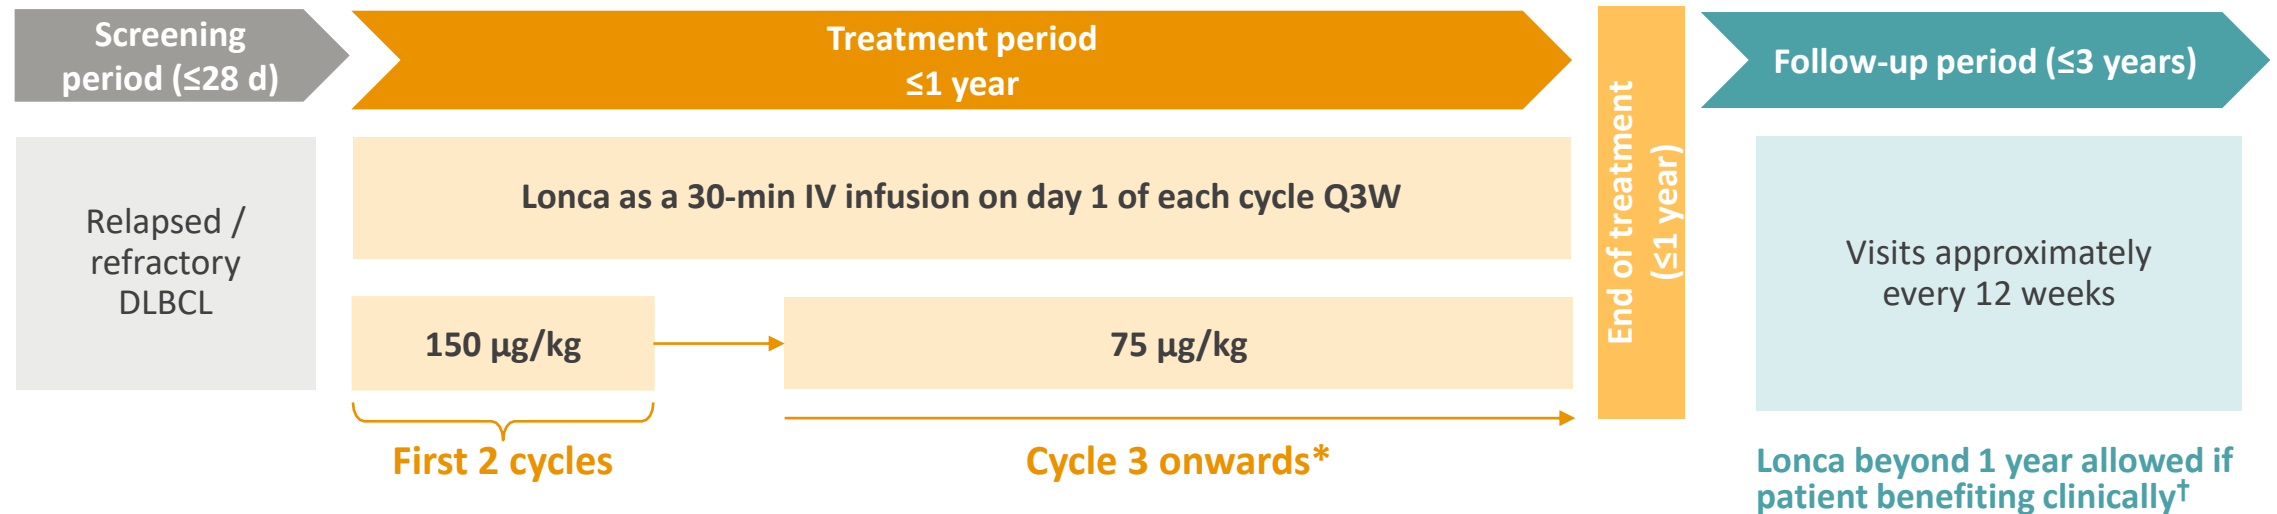 Screening
period (≤28 d)
Treatment period
≤1 year
End of treatment
(≤1 year)
Follow-up period (≤3 years)
Relapsed /
refractory
DLBCL
Lonca as a 30-min IV infusion on day 1 of each cycle Q3W
150 µg/kg
75 µg/kg
Visits approximately
every 12 weeks
First 2 cycles
Cycle 3 onwards*
Lonca beyond 1 year allowed if
patient benefiting clinically†